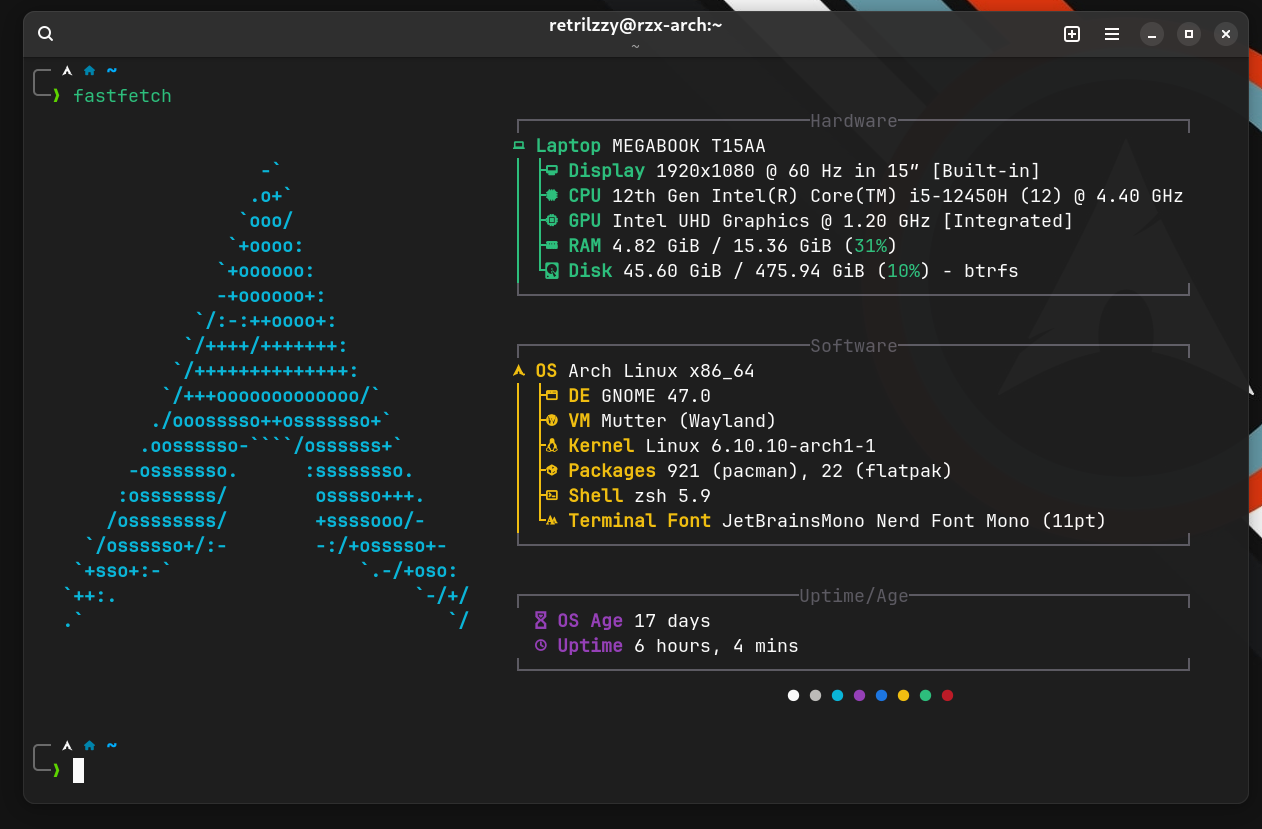 retrilzzy@rzx-arch:~
~
~
fastfetch
Hardware
Laptop MEGABOOK T15AA
Display 1920x1080 @ 60 Hz in 15” [Built-in]
CPU 12th Gen Intel(R) Core(TM) i5-12450H (12) @ 4.40 GHz
GPU Intel UHD Graphics @ 1.20 GHz [Integrated]
RAM 4.82 GiB / 15.36 GiB (31%)
Disk 45.60 GiB / 475.94 GiB (10%) - btrfs
Software
OS Arch Linux x86_64
DE GNOME 47.0
VM Mutter (Wayland)
Kernel Linux 6.10.10-arch1-1
Packages 921 (pacman), 22 (flatpak)
Shell zsh 5.9
Terminal Font JetBrainsMono Nerd Font Mono (11pt)
Uptime/Age
OS Age 17 days
Uptime 6 hours, 4 mins
-`
.o+`
`ooo/
`+oooo:
`+oooooo:
-+oooooo+:
`/:-:++oooo+:
`/++++/+++++++:
`/++++++++++++++:
`/+++ooooooooooooo/`
./ooosssso++osssssso+`
.oossssso-````/ossssss+`
-osssssso.      :ssssssso.
:osssssss/        osssso+++.
/ossssssss/        +ssssooo/-
`/ossssso+/:-        -:/+osssso+-
`+sso+:-`                 `.-/+oso:
`++:.                           `-/+/
.`                                 `/
~